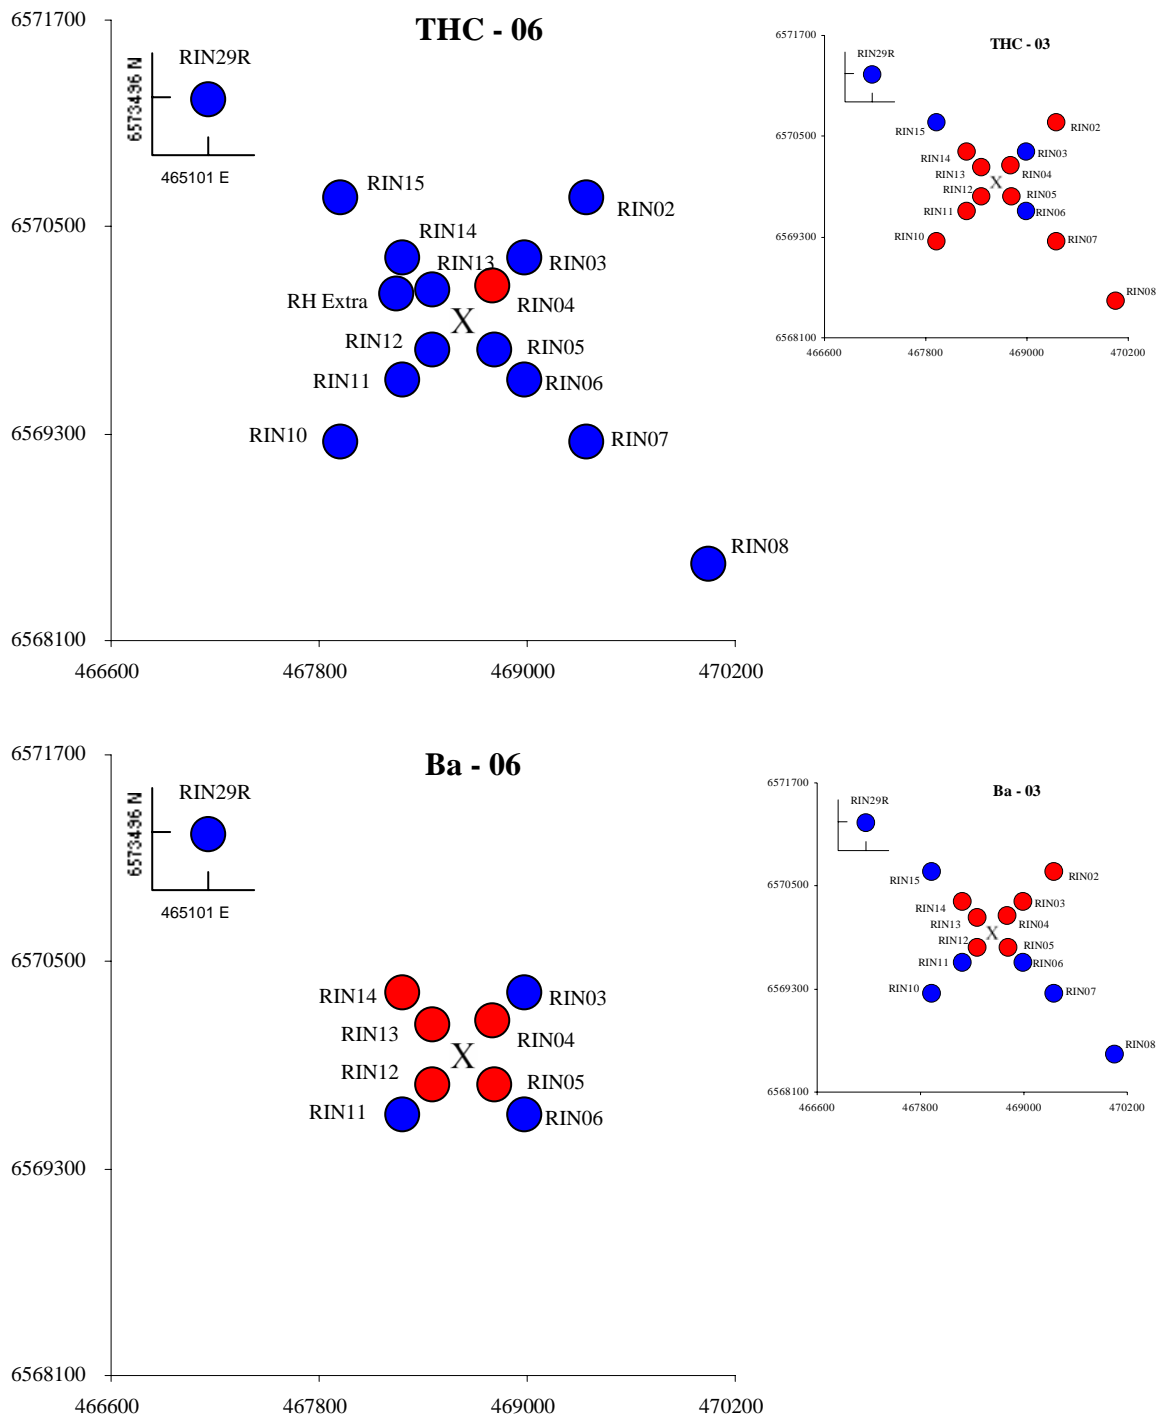 6571700
THC - 06
RIN29R
6573496 N
465101 E
RIN15
RIN02
6570500
RIN14
RIN13
RIN03
RH Extra
RIN04
X
RIN12
RIN05
RIN11
RIN06
RIN10
RIN07
6569300
RIN08
6568100
466600
467800
469000
470200
6571700
THC - 03
RIN29R
RIN15
RIN02
6570500
RIN14
RIN03
RIN13
RIN04
X
RIN12
RIN05
RIN11
RIN06
RIN10
RIN07
6569300
RIN08
6568100
466600
467800
469000
470200
6571700
Ba - 06
RIN29R
6573496 N
465101 E
6570500
RIN14
RIN03
RIN13
RIN04
X
RIN12
RIN05
RIN11
RIN06
6569300
6568100
466600
467800
469000
470200
6571700
Ba - 03
RIN29R
RIN15
RIN02
6570500
RIN14
RIN03
RIN13
RIN04
X
RIN12
RIN05
RIN11
RIN06
RIN10
RIN07
6569300
RIN08
6568100
466600
467800
469000
470200